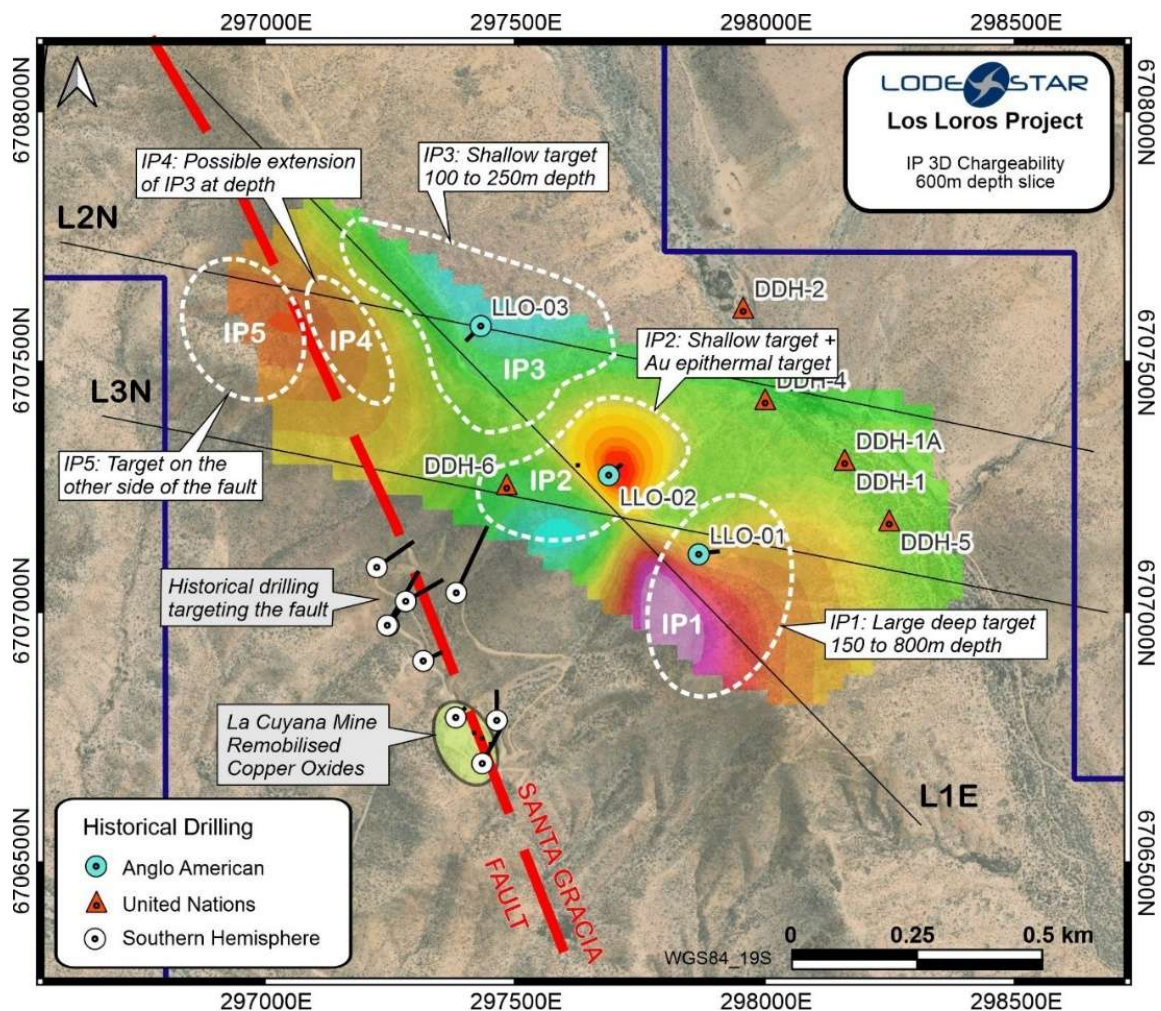 297000E
297500E
298000E
298500E
6708000N
6707500N
6707000N
6706500N
6708000N
6707500N
6707000N
6706500N
LODESTAR
Los Loros Project
IP 3D Chargeability
600m depth slice
IP4: Possible extension
of IP3 at depth
IP3: Shallow target
100 to 250m depth
L2N
DDH-2
LLO-03
IP5
IP4
IP3
IP2: Shallow target +
Au epithermal target
DDH-4
L3N
DDH-1A
DDH-1
IP5: Target on the
other side of the fault
DDH-6
IP2
LLO-02
DDH-5
LLO-01
Historical drilling
targeting the fault
IP1
IP1: Large deep target
150 to 800m depth
La Cuyana Mine
Remobilised
Copper Oxides
L1E
SANTA GRACIA
FAULT
Historical Drilling
Anglo American
United Nations
Southern Hemisphere
0
0.25
0.5 km
WGS84_19S
297000E
297500E
298000E
298500E